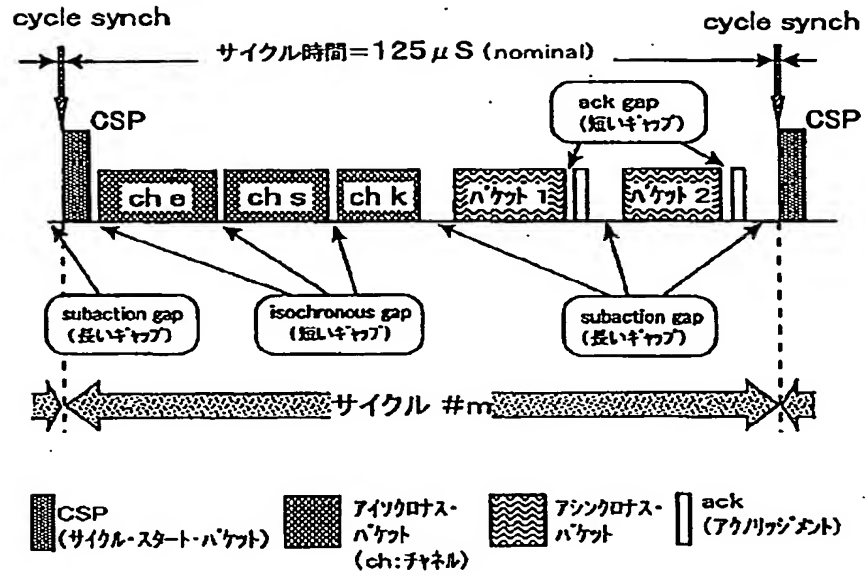 cycle synch
cycle synch
サイクル時間=125μS (nominal)
CSP
ack gap
(短いギャップ)
CSP
ch e
ch s
ch k
パケット 1
パケット 2
subaction gap
(長いギャップ)
isochronous gap
(短いギャップ)
subaction gap
(長いギャップ)
サイクル #m
CSP
(サイクル・スタート・パケット)
アイソクロナス・
パケット
(ch:チャネル)
アシンクロナス・
パケット
ack
(アクノリッジメント)